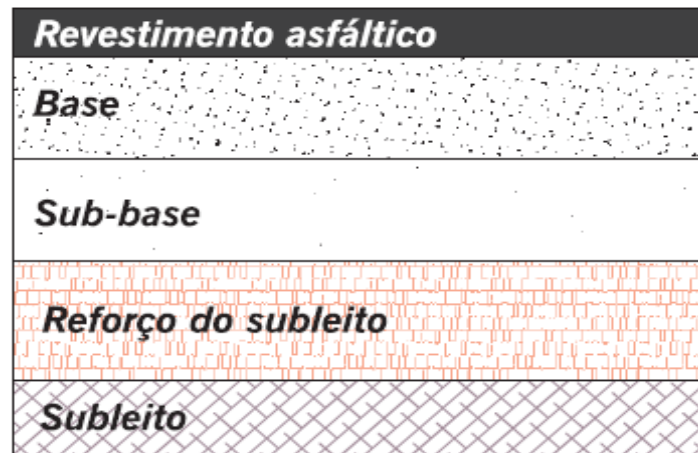 Revestimento asfáltico
Base
Sub-base
Reforço do subleito
Subleito